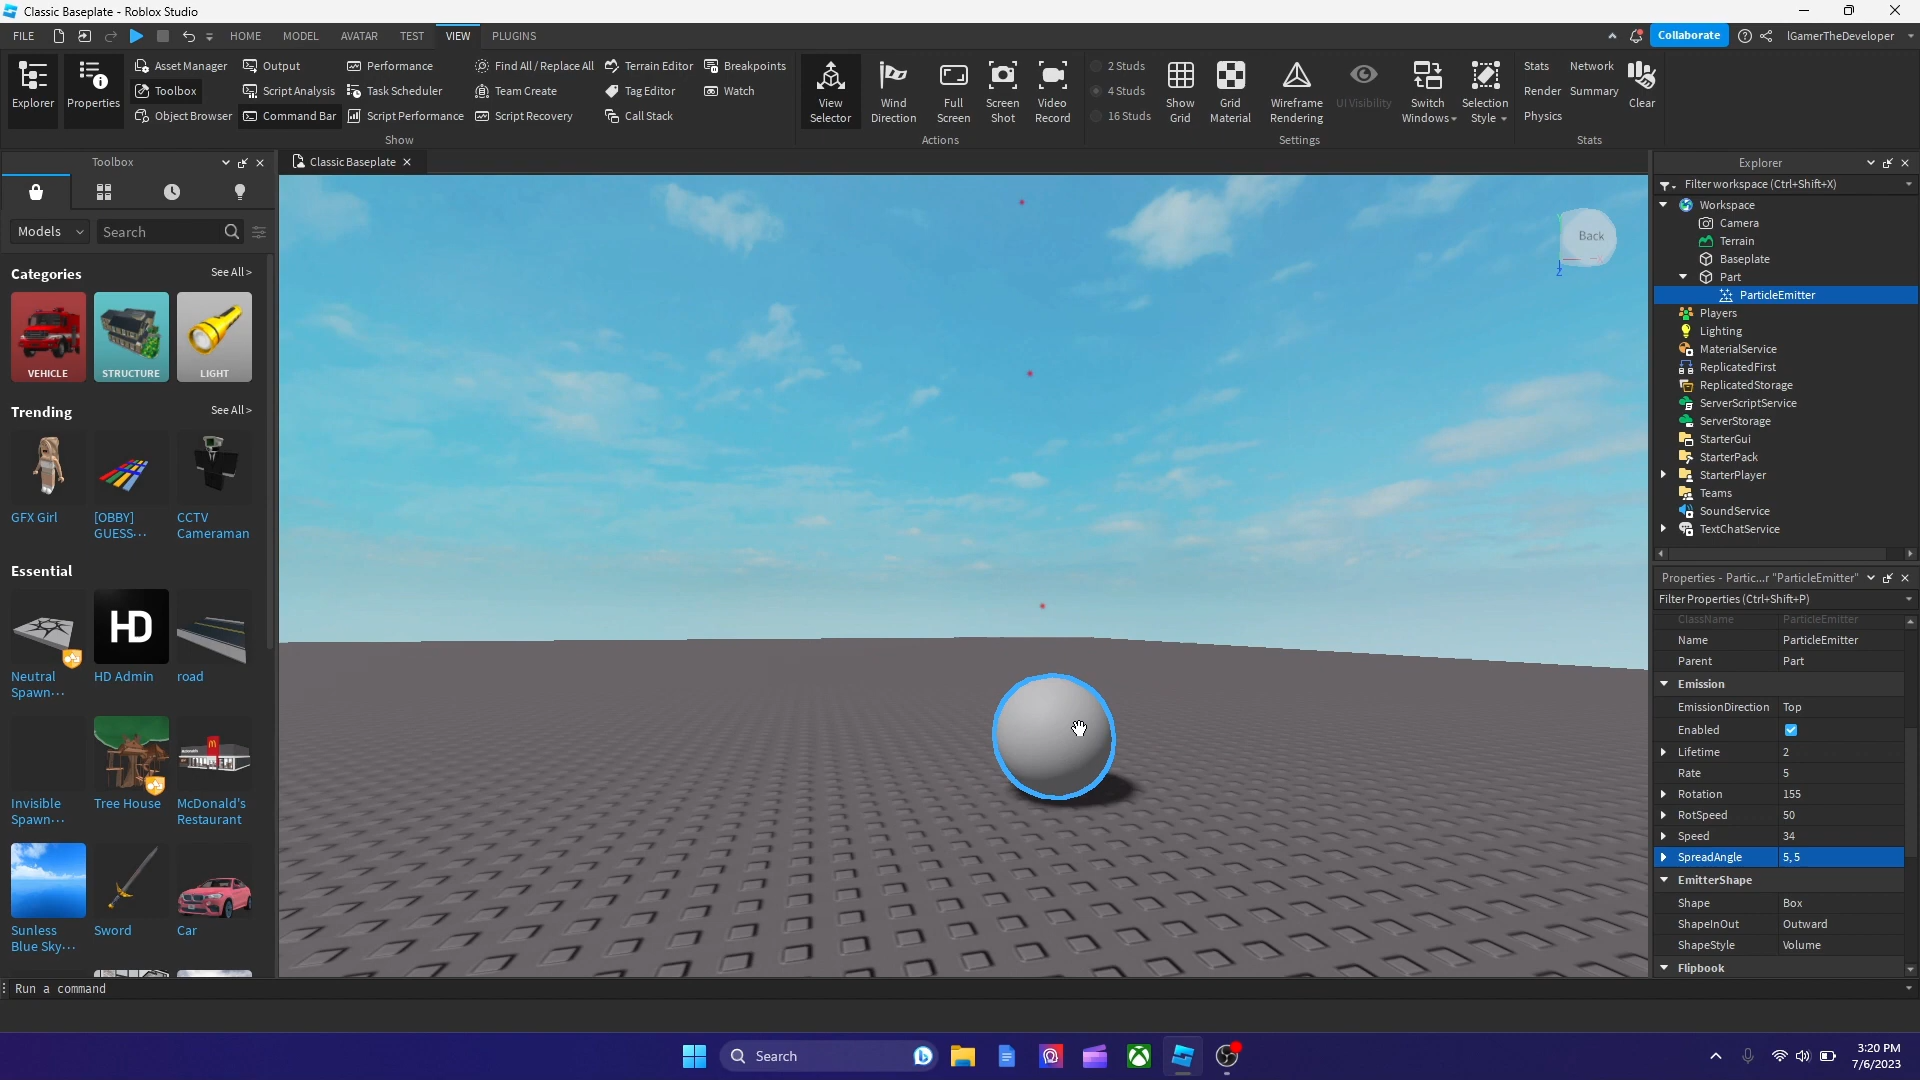 Classic Baseplate - Roblox Studio
FILE
HOME
MODEL
AVATAR
TEST
VIEW
PLUGINS
Collaborate
lGamerTheDeveloper
Explorer
Properties
Asset Manager
Toolbox
Object Browser
Output
Script Analysis
Command Bar
Performance
Task Scheduler
Script Performance
Find All / Replace All
Team Create
Script Recovery
Terrain Editor
Tag Editor
Call Stack
Breakpoints
Watch
Show
View
Selector
Wind
Direction
Full
Screen
Screen
Shot
Video
Record
Actions
2 Studs
4 Studs
16 Studs
Show
Grid
Grid
Material
Wireframe
Rendering
UI Visibility
Switch
Windows
Selection
Style
Settings
Stats
Network
Render
Summary
Physics
Clear
Stats
Toolbox
Models
Search
Categories
See All >
VEHICLE
STRUCTURE
LIGHT
Trending
See All >
GFX Girl
[OBBY]
GUESS...
CCTV
Cameraman
Essential
HD
Neutral
Spawn...
HD Admin
road
Invisible
Spawn...
Tree House
McDonald's
Restaurant
Sunless
Blue Sky...
Sword
Car
Classic Baseplate
Back
Z
Explorer
Filter workspace (Ctrl+Shift+X)
Workspace
Camera
Terrain
Baseplate
Part
ParticleEmitter
Players
Lighting
MaterialService
ReplicatedFirst
ReplicatedStorage
ServerScriptService
ServerStorage
StarterGui
StarterPack
StarterPlayer
Teams
SoundService
TextChatService
Properties - Partic...r "ParticleEmitter"
Filter Properties (Ctrl+Shift+P)
ClassName ParticleEmitter
Name ParticleEmitter
Parent Part
Emission
EmissionDirection Top
Enabled
Lifetime 2
Rate 5
Rotation 155
RotSpeed 50
Speed 34
SpreadAngle 5, 5
EmitterShape
Shape Box
ShapeInOut Outward
ShapeStyle Volume
Flipbook
Run a command
Search
3:20 PM
7/6/2023